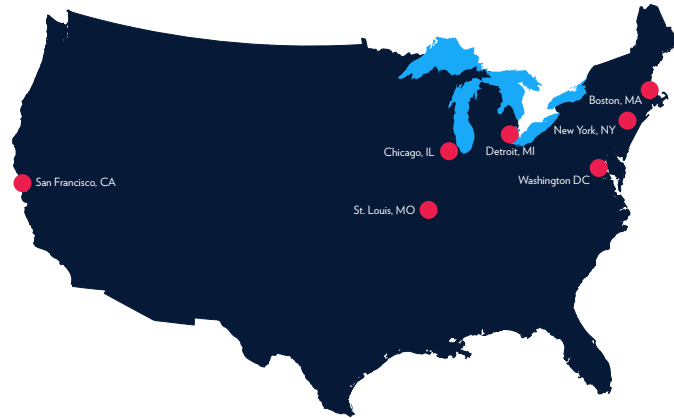 Boston, MA
New York, NY
Detroit, MI
Chicago, IL
Washington DC
San Francisco, CA
St. Louis, MO